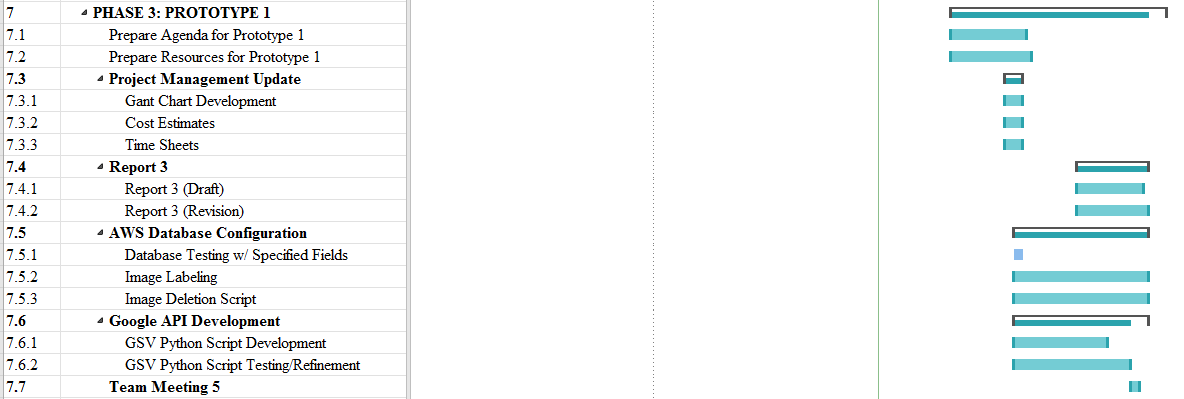 7 PHASE 3: PROTOTYPE 1
7.1 Prepare Agenda for Prototype 1
7.2 Prepare Resources for Prototype 1
7.3 Project Management Update
7.3.1 Gant Chart Development
7.3.2 Cost Estimates
7.3.3 Time Sheets
7.4 Report 3
7.4.1 Report 3 (Draft)
7.4.2 Report 3 (Revision)
7.5 AWS Database Configuration
7.5.1 Database Testing w/ Specified Fields
7.5.2 Image Labeling
7.5.3 Image Deletion Script
7.6 Google API Development
7.6.1 GSV Python Script Development
7.6.2 GSV Python Script Testing/Refinement
7.7 Team Meeting 5